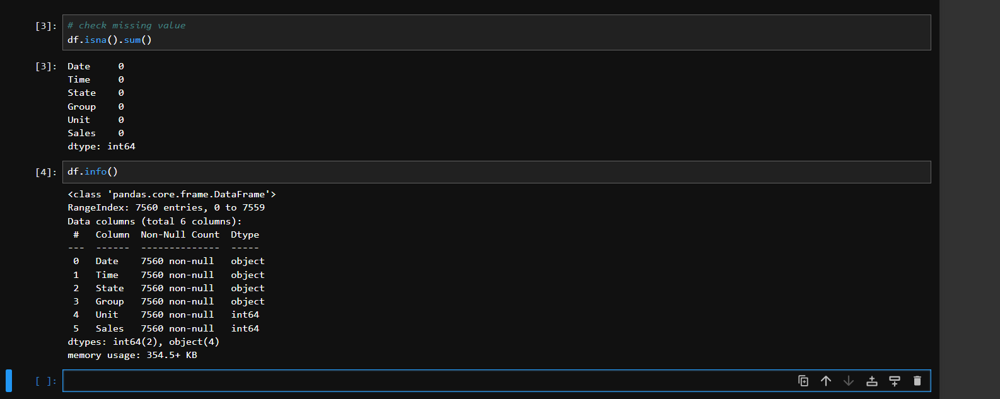 [3]: # check missing value
df.isna().sum()
[3]: Date     0
Time     0
State    0
Group    0
Unit     0
Sales    0
dtype: int64
[4]: df.info()
<class 'pandas.core.frame.DataFrame'>
RangeIndex: 7560 entries, 0 to 7559
Data columns (total 6 columns):
 #   Column  Non-Null Count  Dtype
---  ------  --------------  -----
 0   Date    7560 non-null   object
 1   Time    7560 non-null   object
 2   State   7560 non-null   object
 3   Group   7560 non-null   object
 4   Unit    7560 non-null   int64
 5   Sales   7560 non-null   int64
dtypes: int64(2), object(4)
memory usage: 354.5+ KB
[ ]: